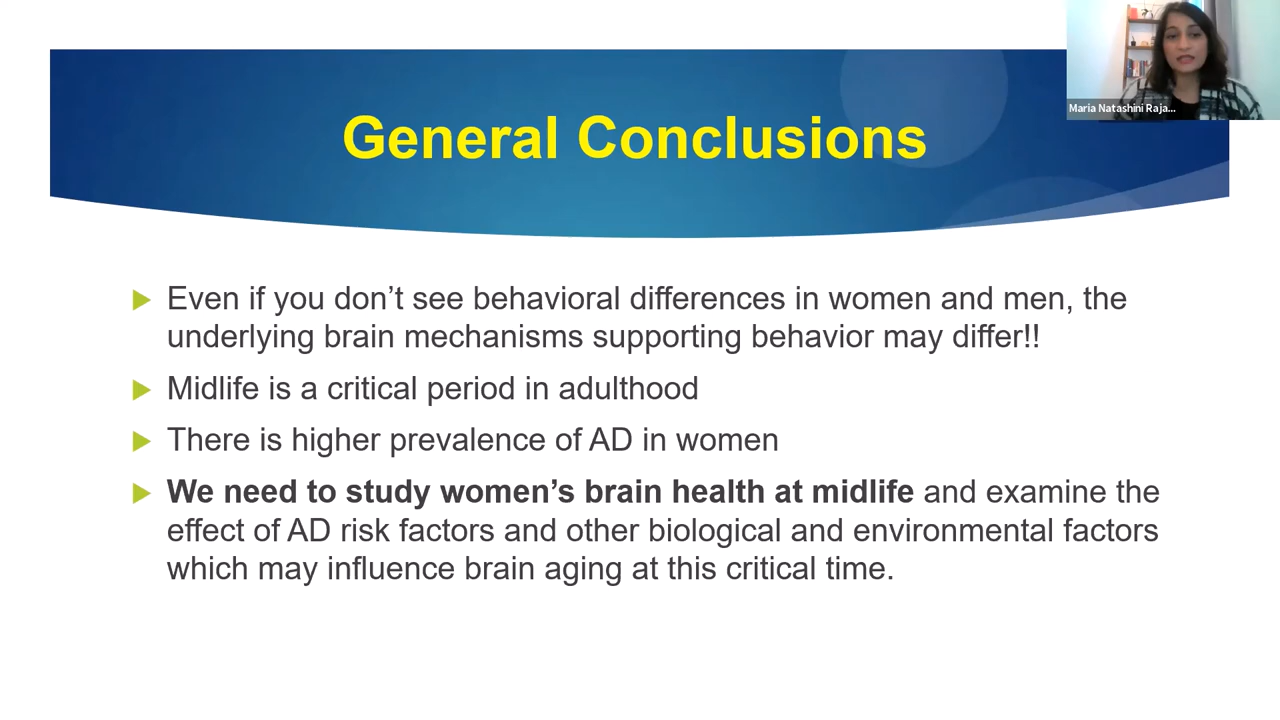 General Conclusions
Maria Natashini Raja...
Even if you don’t see behavioral differences in women and men, the
underlying brain mechanisms supporting behavior may differ!!
Midlife is a critical period in adulthood
There is higher prevalence of AD in women
We need to study women’s brain health at midlife and examine the
effect of AD risk factors and other biological and environmental factors
which may influence brain aging at this critical time.